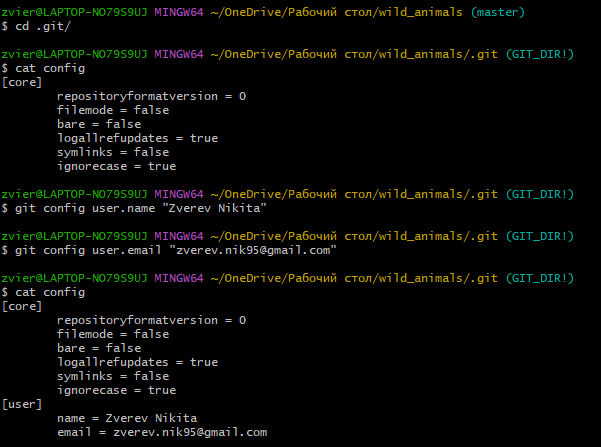 zvier@LAPTOP-NO79S9UJ MINGW64 ~/OneDrive/Рабочий стол/wild_animals (master)
$ cd .git/
zvier@LAPTOP-NO79S9UJ MINGW64 ~/OneDrive/Рабочий стол/wild_animals/.git (GIT_DIR!)
$ cat config
[core]
        repositoryformatversion = 0
        filemode = false
        bare = false
        logallrefupdates = true
        symlinks = false
        ignorecase = true
zvier@LAPTOP-NO79S9UJ MINGW64 ~/OneDrive/Рабочий стол/wild_animals/.git (GIT_DIR!)
$ git config user.name "Zverev Nikita"
zvier@LAPTOP-NO79S9UJ MINGW64 ~/OneDrive/Рабочий стол/wild_animals/.git (GIT_DIR!)
$ git config user.email "zverev.nik95@gmail.com"
zvier@LAPTOP-NO79S9UJ MINGW64 ~/OneDrive/Рабочий стол/wild_animals/.git (GIT_DIR!)
$ cat config
[core]
        repositoryformatversion = 0
        filemode = false
        bare = false
        logallrefupdates = true
        symlinks = false
        ignorecase = true
[user]
        name = Zverev Nikita
        email = zverev.nik95@gmail.com